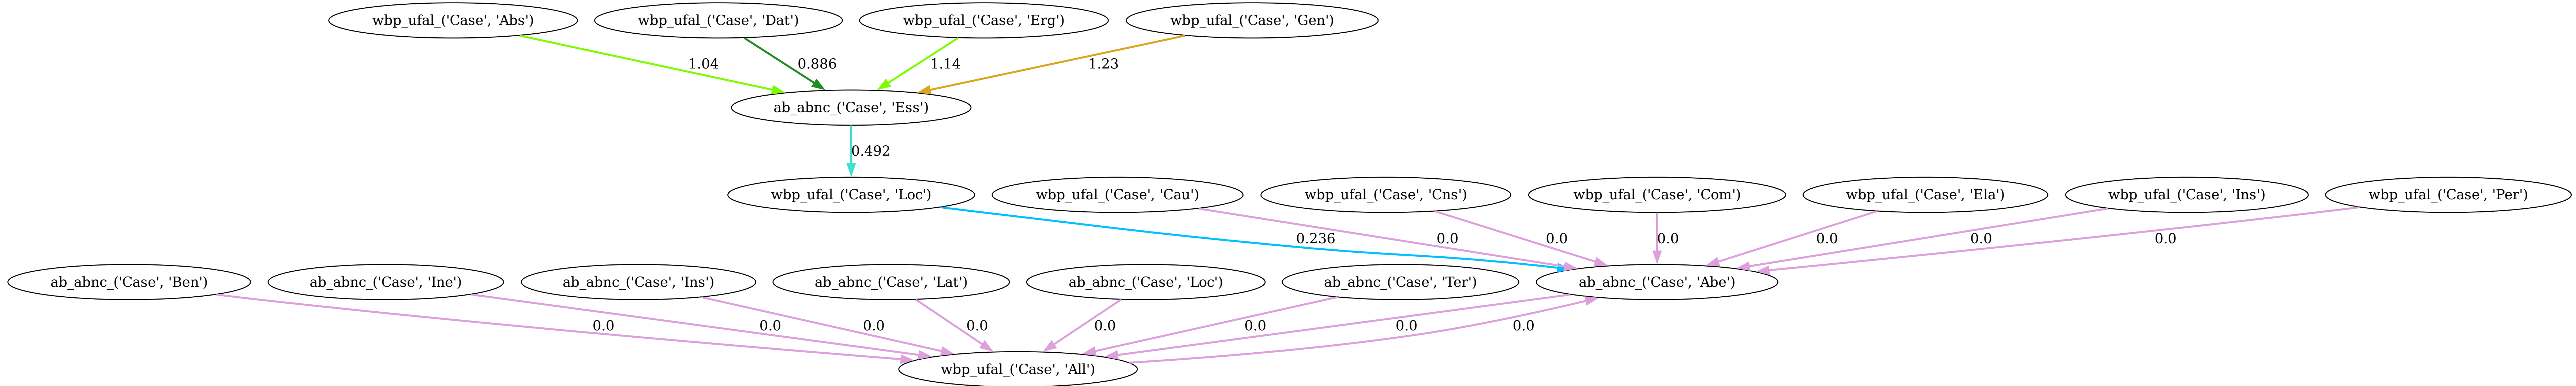 wbp_ufal_('Case', 'Abs')
wbp_ufal_('Case', 'Dat')
wbp_ufal_('Case', 'Erg')
wbp_ufal_('Case', 'Gen')
1.04
0.886
1.14
1.23
ab_abnc_('Case', 'Ess')
0.492
wbp_ufal_('Case', 'Loc')
wbp_ufal_('Case', 'Cau')
wbp_ufal_('Case', 'Cns')
wbp_ufal_('Case', 'Com')
wbp_ufal_('Case', 'Ela')
wbp_ufal_('Case', 'Ins')
wbp_ufal_('Case', 'Per')
0.236
0.0
0.0
0.0
0.0
0.0
0.0
ab_abnc_('Case', 'Ben')
ab_abnc_('Case', 'Ine')
ab_abnc_('Case', 'Ins')
ab_abnc_('Case', 'Lat')
ab_abnc_('Case', 'Loc')
ab_abnc_('Case', 'Ter')
ab_abnc_('Case', 'Abe')
0.0
0.0
0.0
0.0
0.0
0.0
0.0
0.0
wbp_ufal_('Case', 'All')